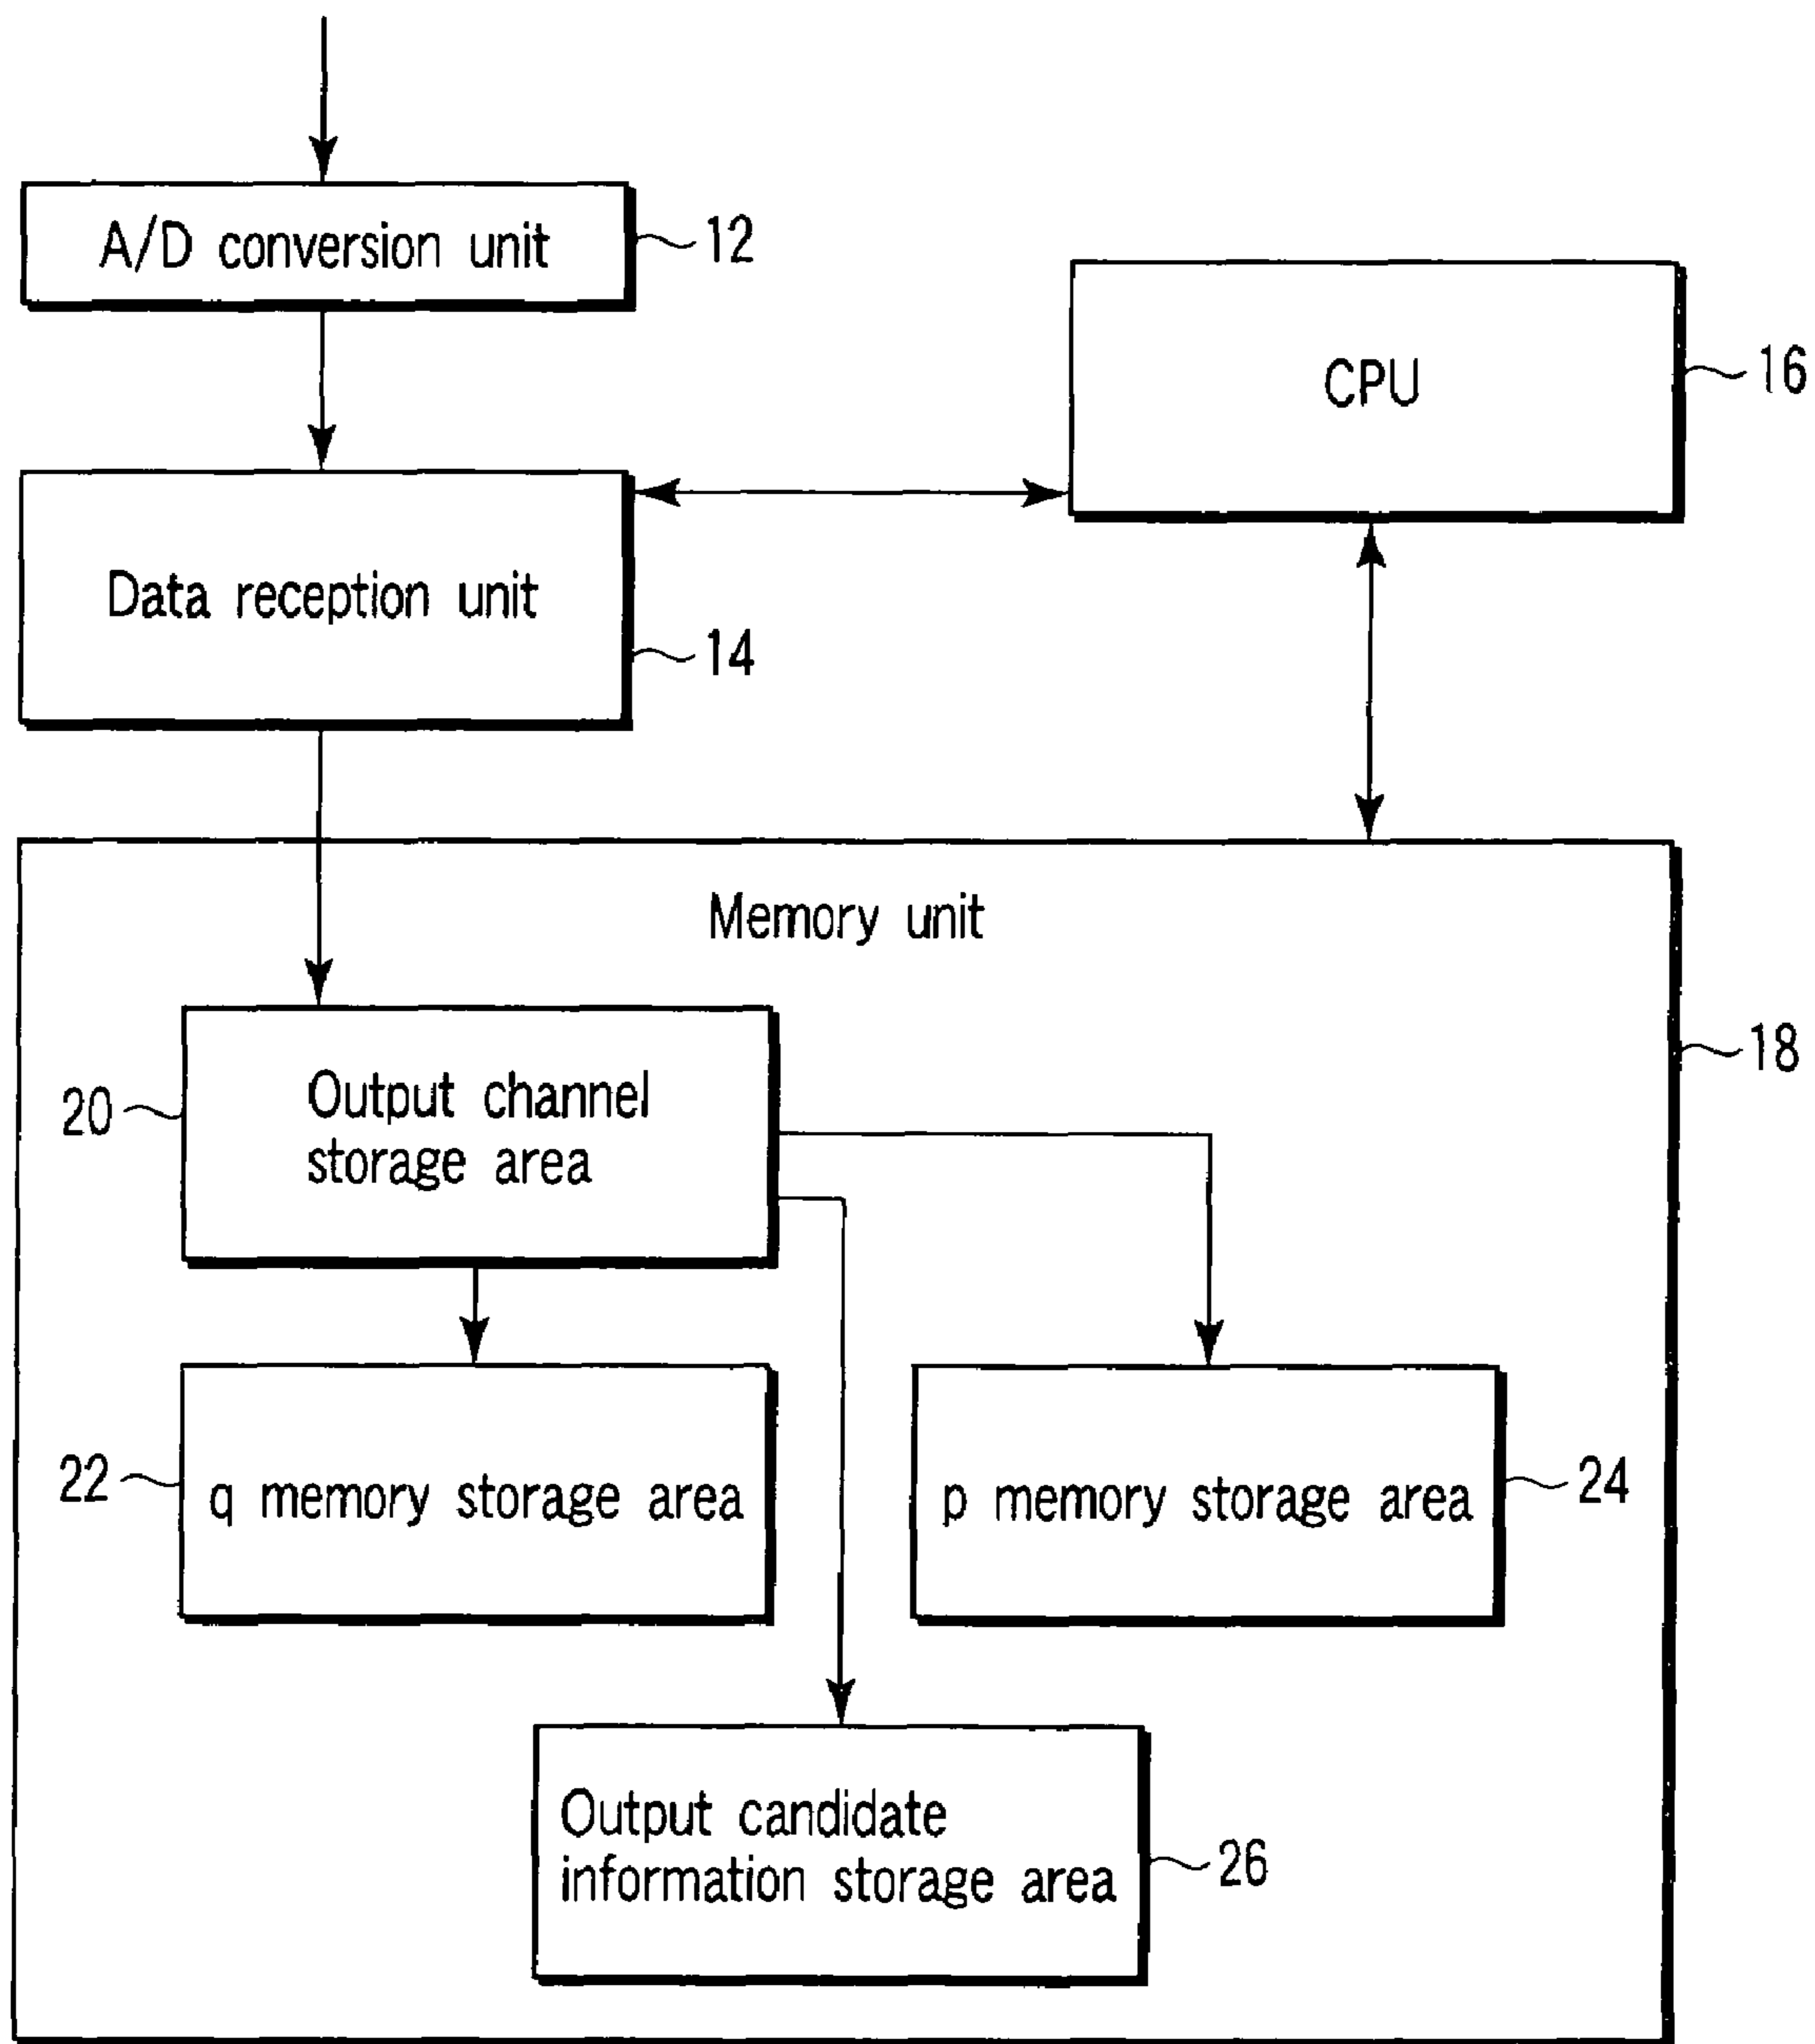 A/D conversion unit
12
CPU
16
Data reception unit
14
Memory unit
18
20
Output channel
storage area
22
q memory storage area
p memory storage area
24
Output candidate
information storage area
26